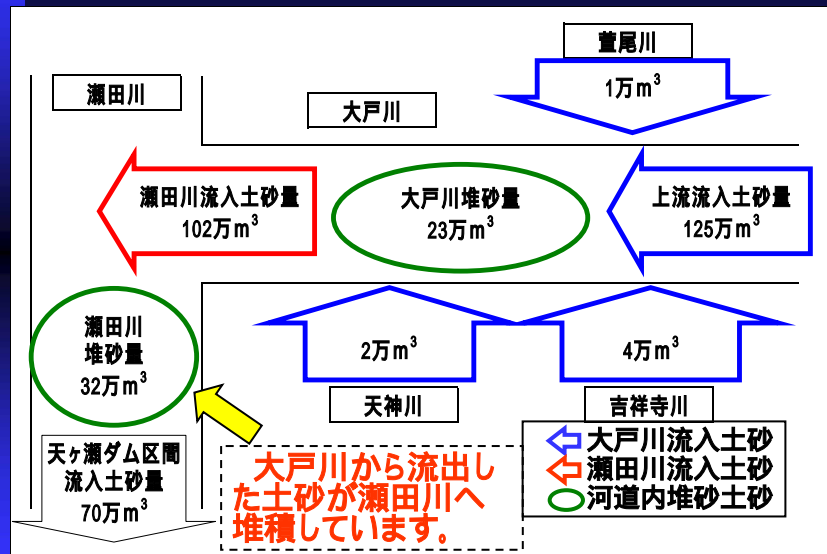 萱尾川
1万m³
瀬田川
大戸川
瀬田川流入土砂量
102万m³
大戸川堆砂量
23万m³
上流流入土砂量
125万m³
瀬田川
堆砂量
32万m³
2万m³
4万m³
天神川
吉祥寺川
天ヶ瀬ダム区間
流入土砂量
70万m³
大戸川から流出し
た土砂が瀬田川へ
堆積しています。
大戸川流入土砂
瀬田川流入土砂
河道内堆砂土砂